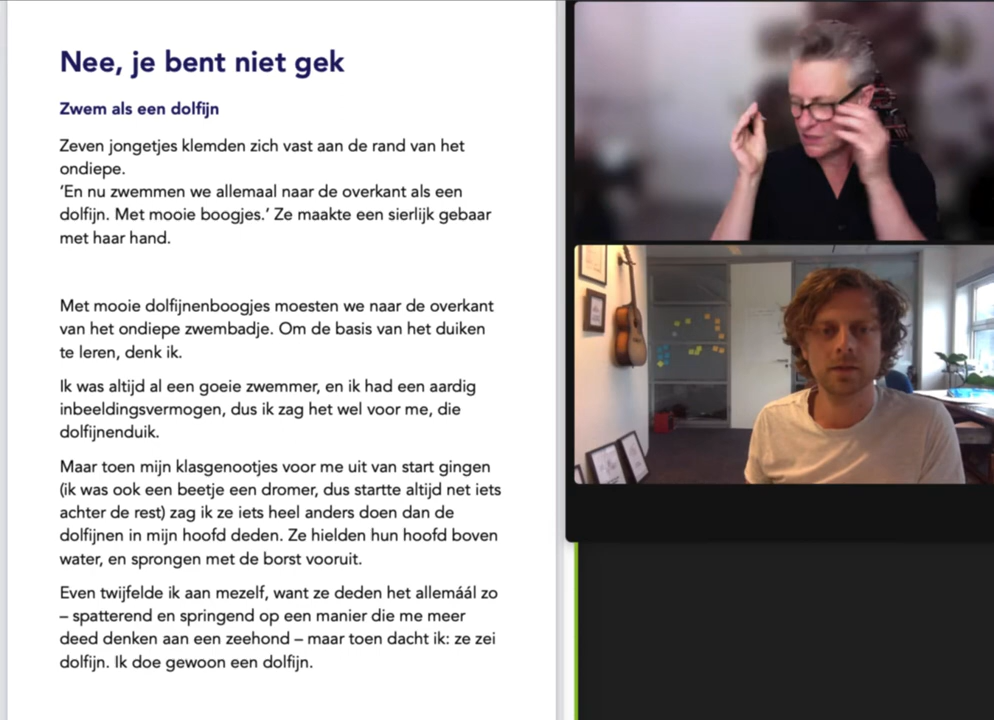 Nee, je bent niet gek
Zwem als een dolfijn
Zeven jongetjes klemden zich vast aan de rand van het
ondiepe.
‘En nu zwemmen we allemaal naar de overkant als een
dolfijn. Met mooie boogjes.’ Ze maakte een sierlijk gebaar
met haar hand.
Met mooie dolfijnenboogjes moesten we naar de overkant
van het ondiepe zwembadje. Om de basis van het duiken
te leren, denk ik.
Ik was altijd al een goeie zwemmer, en ik had een aardig
inbeeldingsvermogen, dus ik zag het wel voor me, die
dolfijnenduik.
Maar toen mijn klasgenootjes voor me uit van start gingen
(ik was ook een beetje een dromer, dus startte altijd net iets
achter de rest) zag ik ze iets heel anders doen dan de
dolfijnen in mijn hoofd deden. Ze hielden hun hoofd boven
water, en sprongen met de borst vooruit.
Even twijfelde ik aan mezelf, want ze deden het allemáál zo
– spatterend en springend op een manier die me meer
deed denken aan een zeehond – maar toen dacht ik: ze zei
dolfijn. Ik doe gewoon een dolfijn.